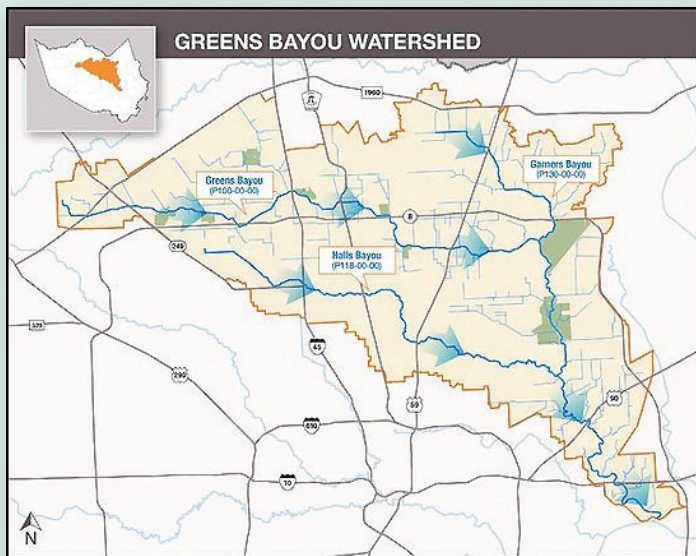 GREENS BAYOU WATERSHED
1960
Greens Bayou
(P100-00-00)
Garners Bayou
(P130-00-00)
8
249
Halls Bayou
(P118-00-00)
529
45
290
59
90
610
10
N